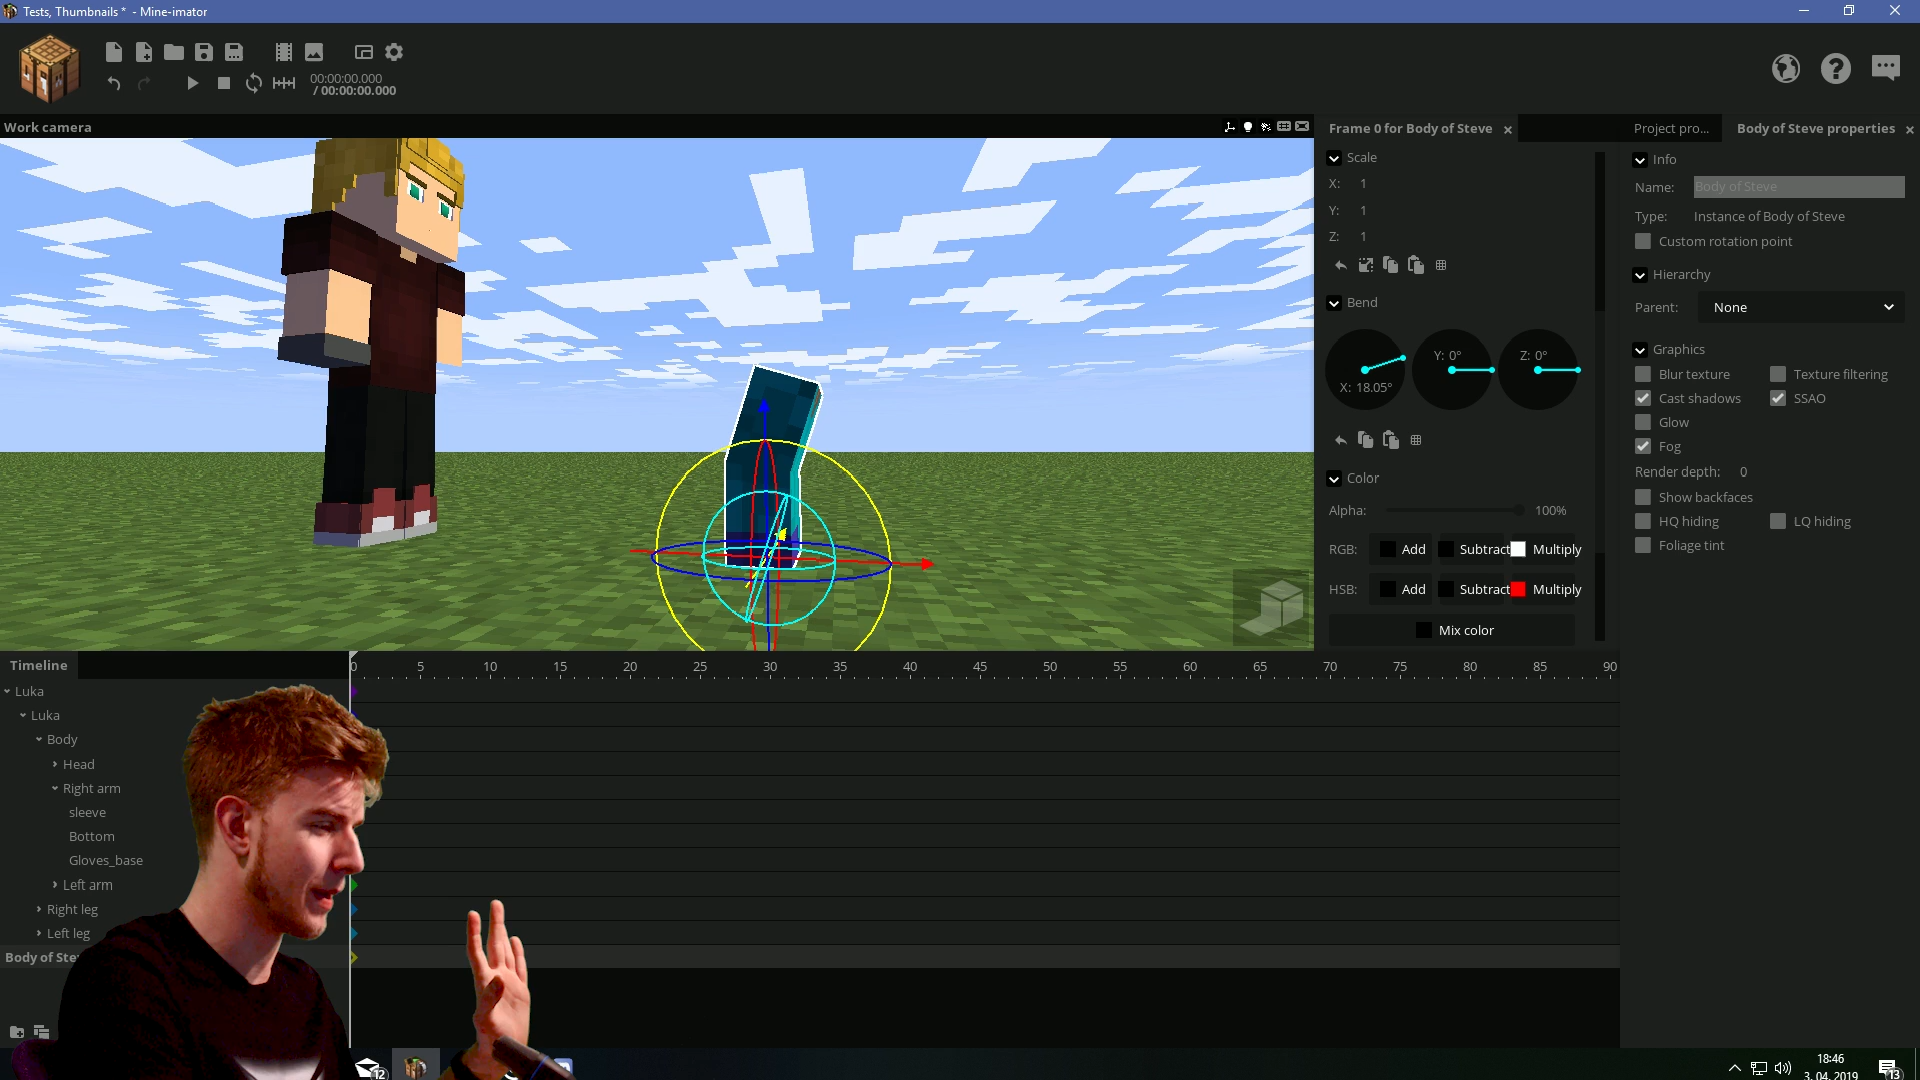 Tests, Thumbnails * - Mine-imator
00:00:00.000
/ 00:00:00.000
Work camera
Frame 0 for Body of Steve
Scale
X: 1
Y: 1
Z: 1
Bend
X: 18.05°
Y: 0°
Z: 0°
Color
Alpha: 100%
RGB: Add Subtract Multiply
HSB: Add Subtract Multiply
Mix color
Project pro...
Body of Steve properties
Info
Name: Body of Steve
Type: Instance of Body of Steve
Custom rotation point
Hierarchy
Parent: None
Graphics
Blur texture Texture filtering
Cast shadows SSAO
Glow
Fog
Render depth: 0
Show backfaces
HQ hiding LQ hiding
Foliage tint
Timeline
0 5 10 15 20 25 30 35 40 45 50 55 60 65 70 75 80 85 90
Luka
Luka
Body
Head
Right arm
sleeve
Bottom
Gloves_base
Left arm
Right leg
Left leg
Body of Ste
12
18:46
3. 04. 2019
13